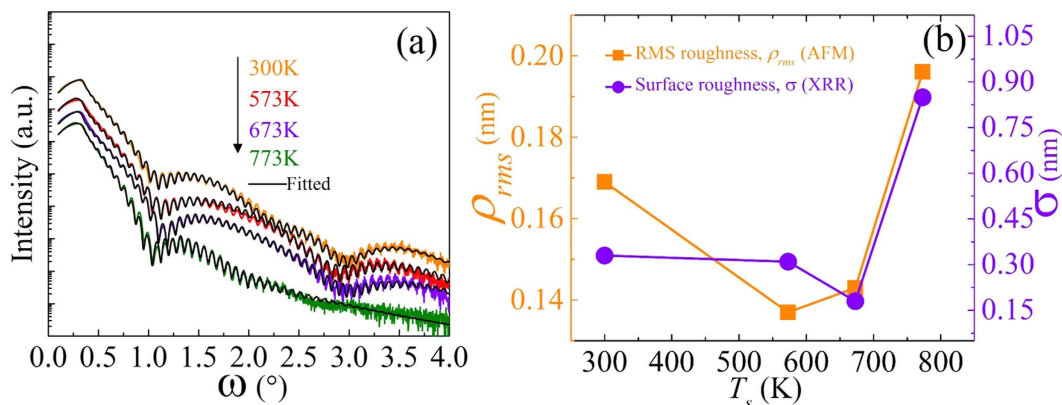 (a)
300K
573K
673K
773K
Fitted
Intensity (a.u.)
0.0 0.5 1.0 1.5 2.0 2.5 3.0 3.5 4.0
ω (°)
(b)
RMS roughness, ρrms (AFM)
Surface roughness, σ (XRR)
0.20
0.18
0.16
0.14
ρrms (nm)
1.05
0.90
0.75
0.60
0.45
0.30
0.15
σ (nm)
300 400 500 600 700 800
Ts (K)